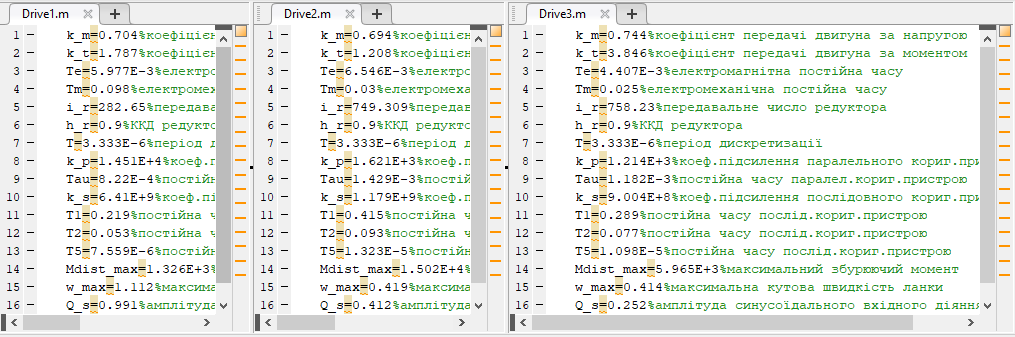 Drive1.m
1 k_m=0.704%коефіцієн
2 k_t=1.787%коефіцієн
3 Te=5.977E-3%електро
4 Tm=0.098%електромех
5 i_r=282.65%передава
6 h_r=0.9%ККД редукто
7 T=3.333E-6%період д
8 k_p=1.451E+4%коеф.п
9 Tau=8.22E-4%постійн
10 k_s=6.41E+9%коеф.пі
11 T1=0.219%постійна ч
12 T2=0.053%постійна ч
13 T5=7.559E-6%постійн
14 Mdist_max=1.326E+3%
15 w_max=1.112%максима
16 Q_s=0.991%амплітуда
Drive2.m
1 k_m=0.694%коефіцієн
2 k_t=1.208%коефіцієн
3 Te=6.546E-3%електро
4 Tm=0.03%електромеха
5 i_r=749.309%передав
6 h_r=0.9%ККД редукто
7 T=3.333E-6%період д
8 k_p=1.621E+3%коеф.п
9 Tau=1.429E-3%постій
10 k_s=1.179E+9%коеф.п
11 T1=0.415%постійна ч
12 T2=0.093%постійна ч
13 T5=1.323E-5%постійн
14 Mdist_max=1.502E+4%
15 w_max=0.419%максима
16 Q_s=0.412%амплітуда
Drive3.m
1 k_m=0.744%коефіцієнт передачі двигуна за напругою
2 k_t=3.846%коефіцієнт передачі двигуна за моментом
3 Te=4.407E-3%електромагнітна постійна часу
4 Tm=0.025%електромеханічна постійна часу
5 i_r=758.23%передавальне число редуктора
6 h_r=0.9%ККД редуктора
7 T=3.333E-6%період дискретизації
8 k_p=1.214E+3%коеф.підсилення паралельного кориг.при
9 Tau=1.182E-3%постійна часу паралел.кориг.пристрою
10 k_s=9.004E+8%коеф.підсилення послідовного кориг.п
11 T1=0.289%постійна часу послід.кориг.пристрою
12 T2=0.077%постійна часу послід.кориг.пристрою
13 T5=1.098E-5%постійна часу послід.кориг.пристрою
14 Mdist_max=5.965E+3%максимальний збурюючий момент
15 w_max=0.414%максимальна кутова швидкість ланки
16 Q_s=0.252%амплітуда синусоїдального вхідного діяння